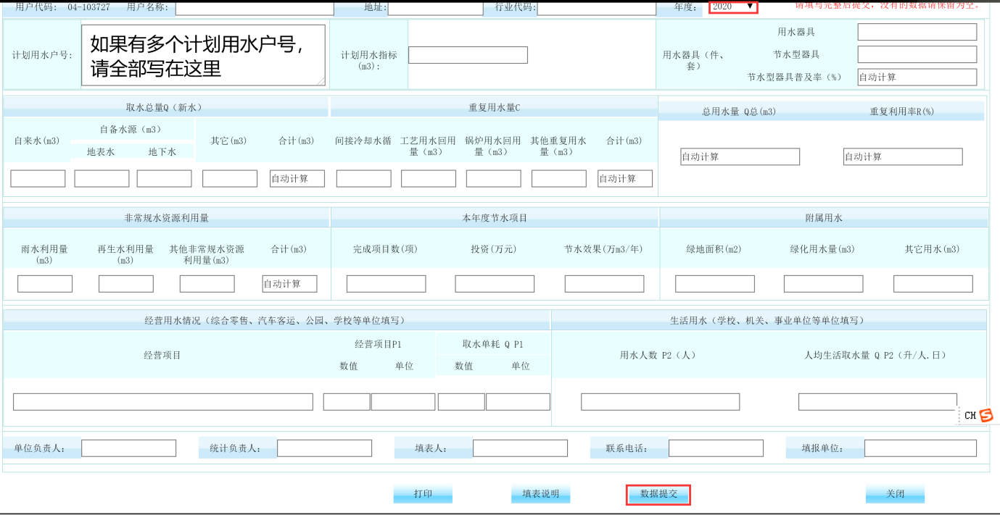 用户代码: 04-103727 用户名称: 地址: 行业代码: 年度: 2020 请填写完整后提交，没有的数据请保留为空。
计划用水户号:
如果有多个计划用水户号，
请全部写在这里
计划用水指标
(m3):
用水器具（件、
套）
用水器具
节水型器具
节水型器具普及率（%） 自动计算
取水总量Q（新水） 重复用水量C 总用水量 Q总(m3) 重复利用率R(%)
自来水(m3) 自备水源（m3） 其它(m3) 合计(m3) 间接冷却水循 工艺用水回用 锅炉用水回用 其他重复用水 合计(m3)
量（m3） 量（m3） 量（m3）
地表水 地下水
自动计算 自动计算 自动计算 自动计算
非常规水资源利用量 本年度节水项目 附属用水
雨水利用量 再生水利用量 其他非常规水资源 合计(m3) 完成项目数(项) 投资(万元) 节水效果(万m3/年) 绿地面积(m2) 绿化用水量(m3) 其它用水(m3)
(m3) (m3) 利用量(m3)
自动计算
经营用水情况（综合零售、汽车客运、公园、学校等单位填写） 生活用水（学校、机关、事业单位等单位填写）
经营项目 经营项目P1 取水单耗 Q P1 用水人数 P2（人） 人均生活取水量 Q P2（升/人.日）
数值 单位 数值 单位
CH
单位负责人: 统计负责人: 填表人: 联系电话: 填报单位:
打印 填表说明 数据提交 关闭